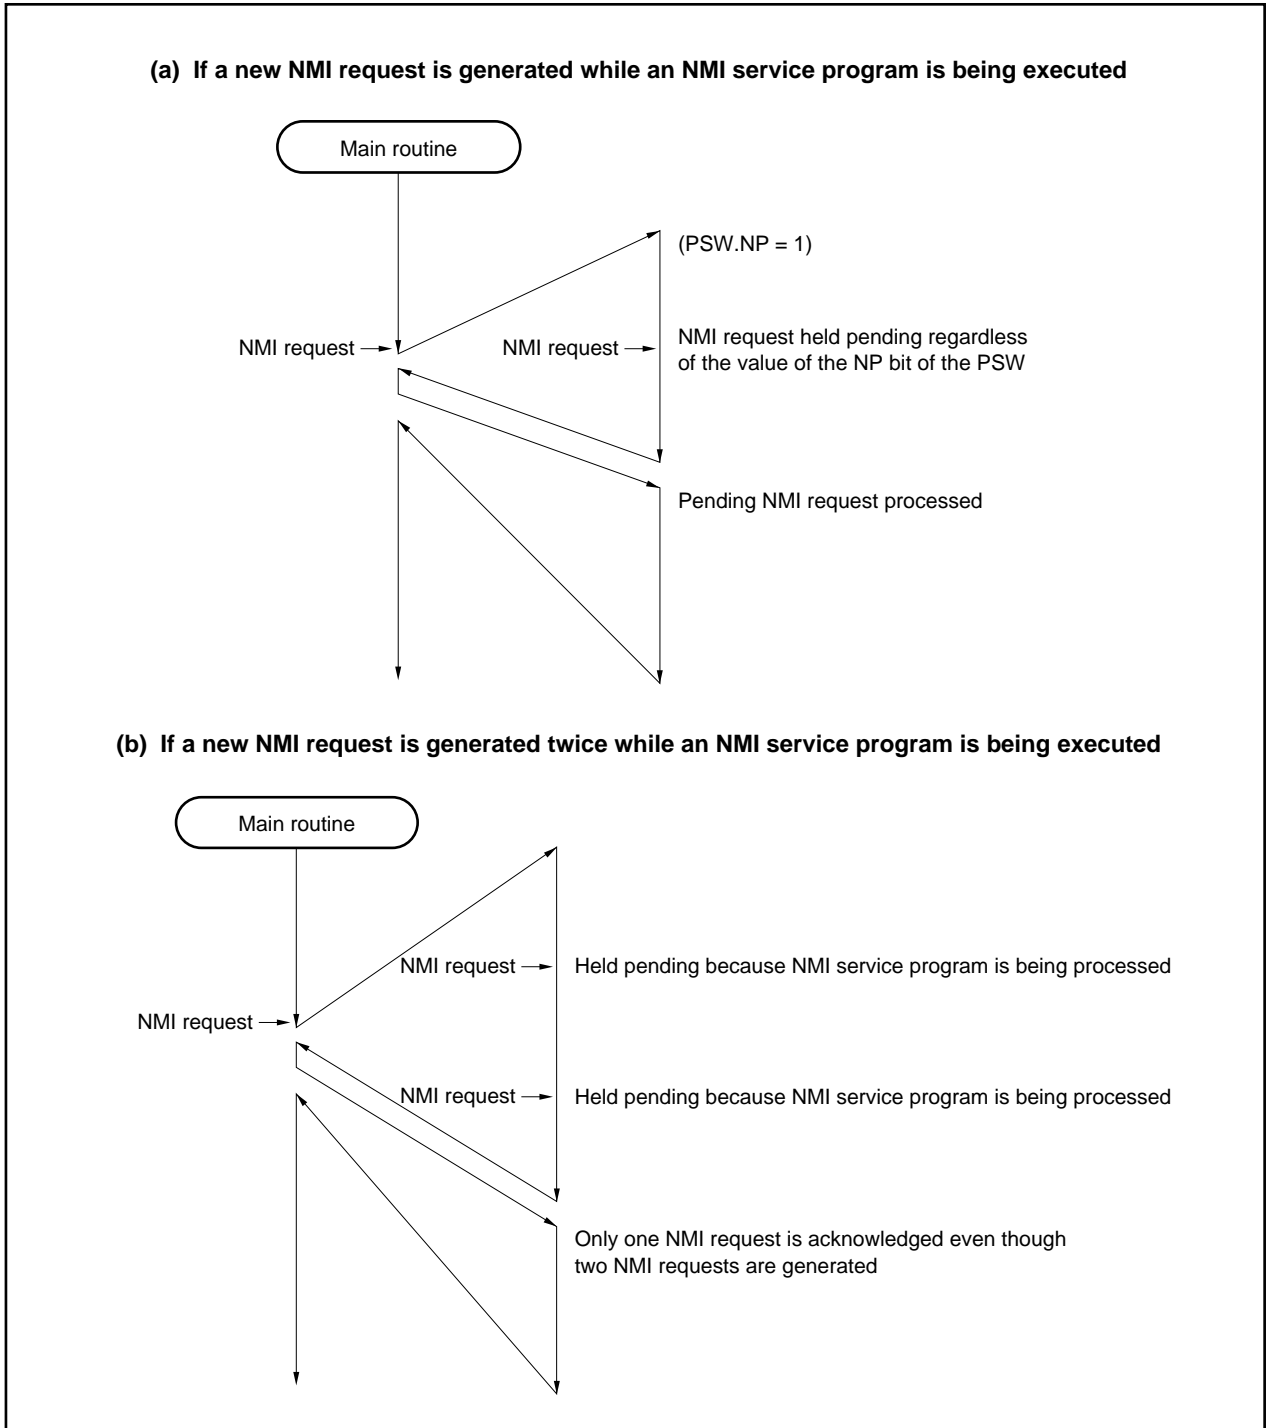 (a) If a new NMI request is generated while an NMI service program is being executed
Main routine
(PSW.NP = 1)
NMI request
NMI request
NMI request held pending regardless
of the value of the NP bit of the PSW
Pending NMI request processed
(b) If a new NMI request is generated twice while an NMI service program is being executed
Main routine
NMI request
Held pending because NMI service program is being processed
NMI request
NMI request
Held pending because NMI service program is being processed
Only one NMI request is acknowledged even though
two NMI requests are generated